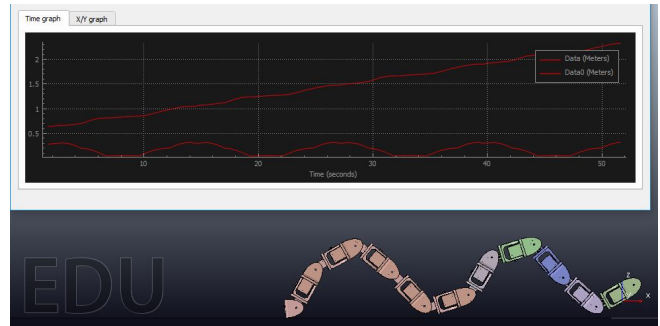 Time graph X/Y graph
2
1.5
1
0.5
Data (Meters)
Data0 (Meters)
10 20 30 40 50
Time (seconds)
EDU
z
x